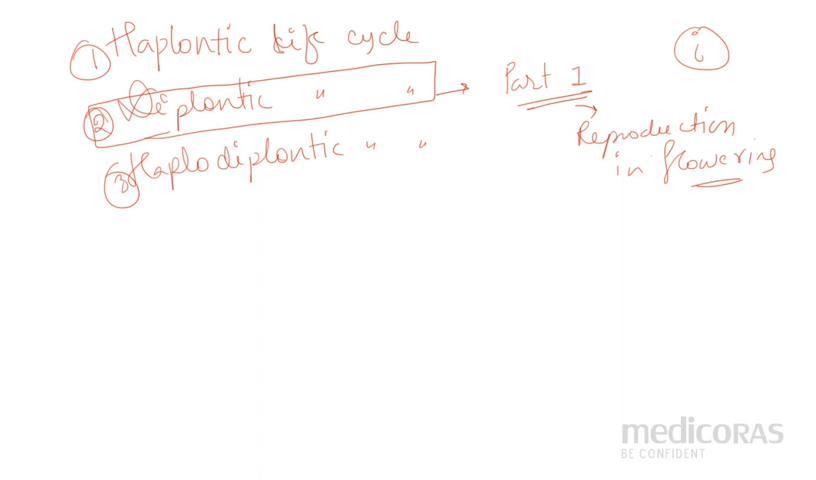 ① Haplontic life cycle
② Diplontic " "
③ Haplodiplontic " "
Part 1
Reproduction
in flowering
i
medicoras
BE CONFIDENT